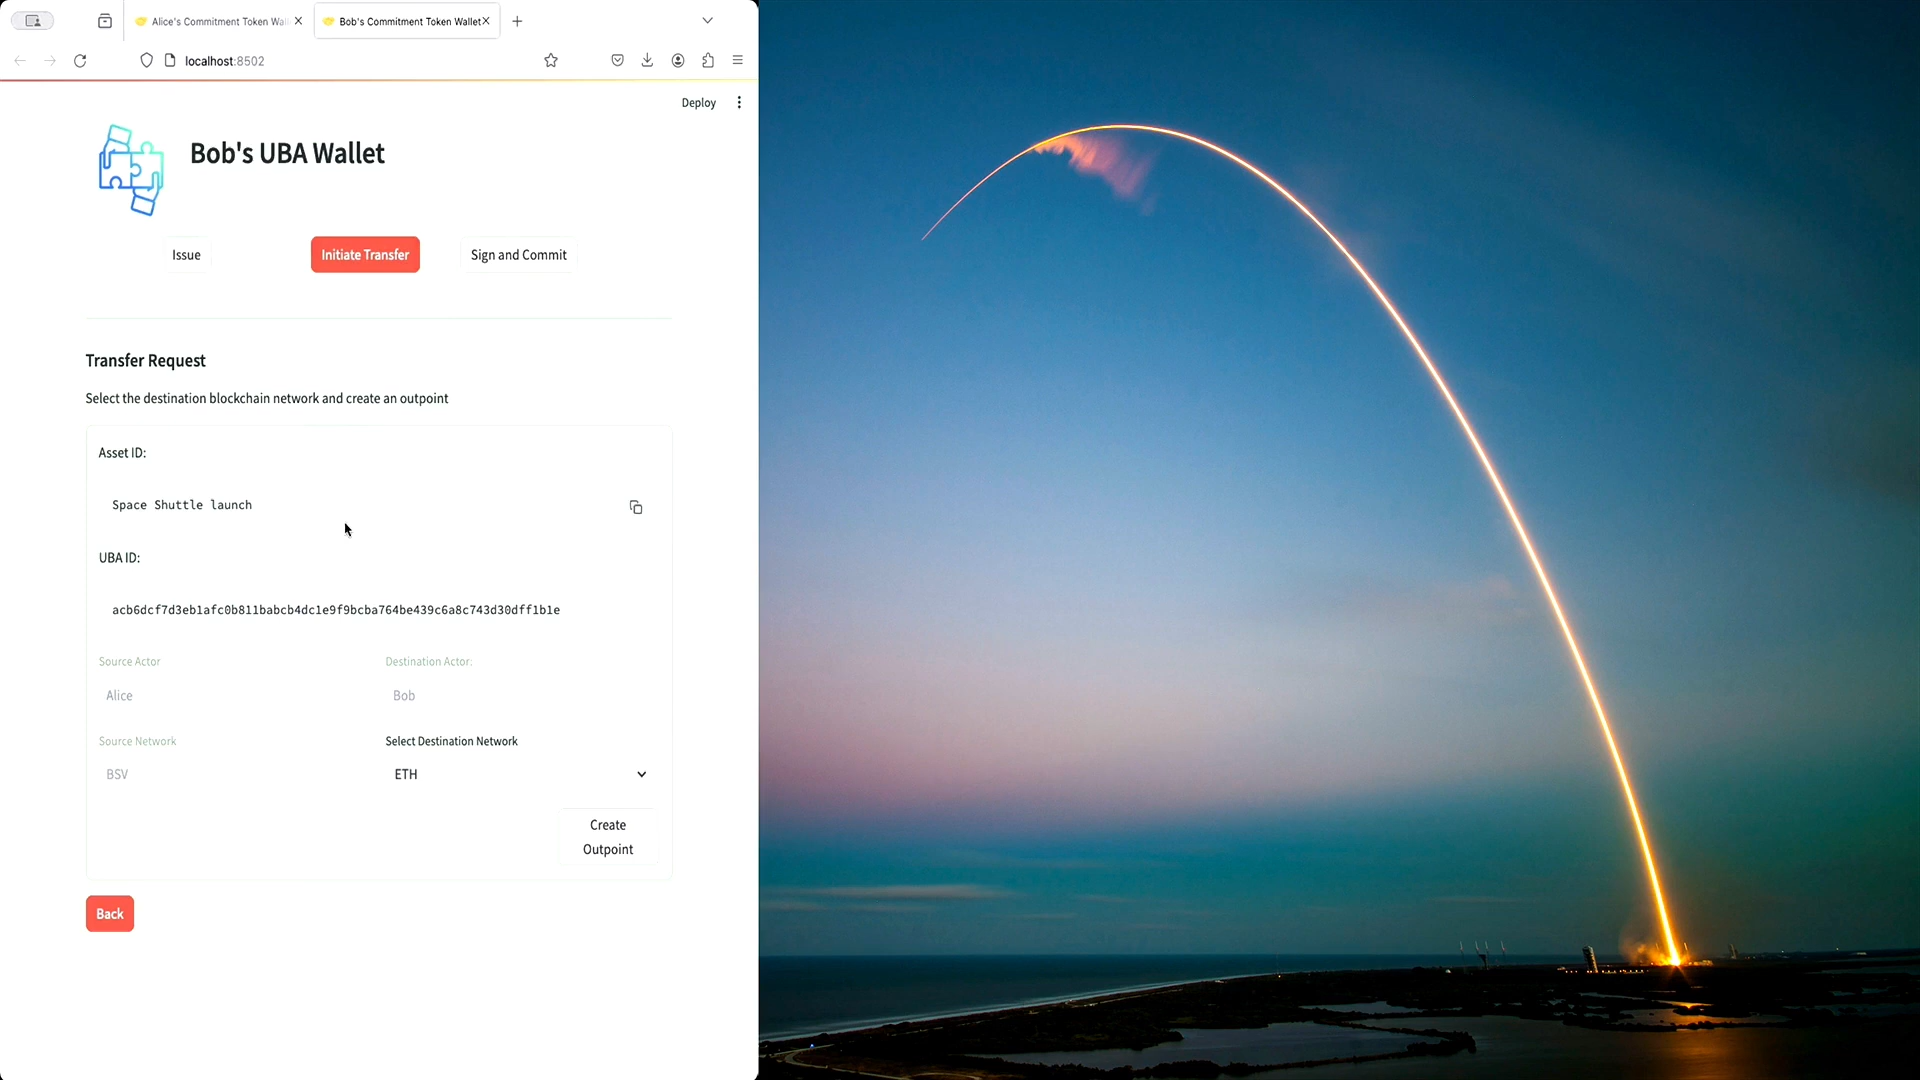 Alice's Commitment Token Wal
Bob's Commitment Token Wallet
localhost:8502
Deploy
Bob's UBA Wallet
Issue
Initiate Transfer
Sign and Commit
Transfer Request
Select the destination blockchain network and create an outpoint
Asset ID:
Space Shuttle launch
UBA ID:
acb6dcf7d3eb1afc0b811babcb4dc1e9f9bcba764be439c6a8c743d30dff1b1e
Source Actor
Destination Actor:
Alice
Bob
Source Network
Select Destination Network
BSV
ETH
Create
Outpoint
Back